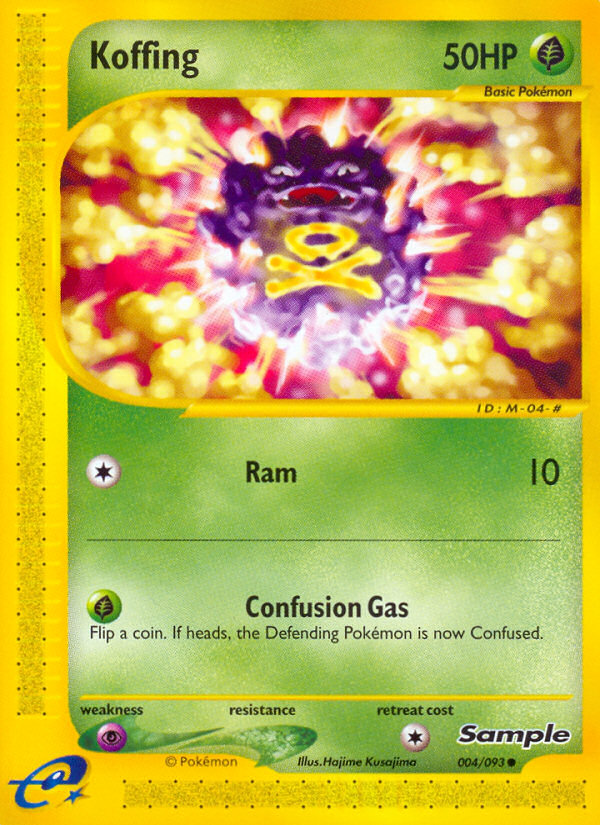 Koffing
50HP
Basic Pokémon
ID: M-04-#
Ram
10
Confusion Gas
Flip a coin. If heads, the Defending Pokémon is now Confused.
weakness
resistance
retreat cost
Sample
© Pokémon
Illus.Hajime Kusajima
004/093